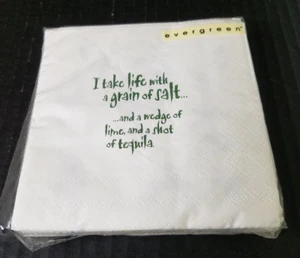 evergreen
I take life with
a grain of salt...
...and a wedge of
lime, and a shot
of tequila.